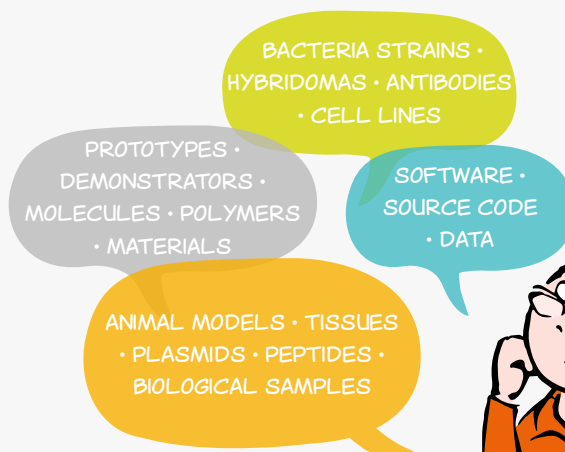 BACTERIA STRAINS •
HYBRIDOMAS • ANTIBODIES
• CELL LINES
PROTOTYPES •
DEMONSTRATORS •
MOLECULES • POLYMERS
• MATERIALS
SOFTWARE •
SOURCE CODE
• DATA
ANIMAL MODELS • TISSUES
• PLASMIDS • PEPTIDES •
BIOLOGICAL SAMPLES